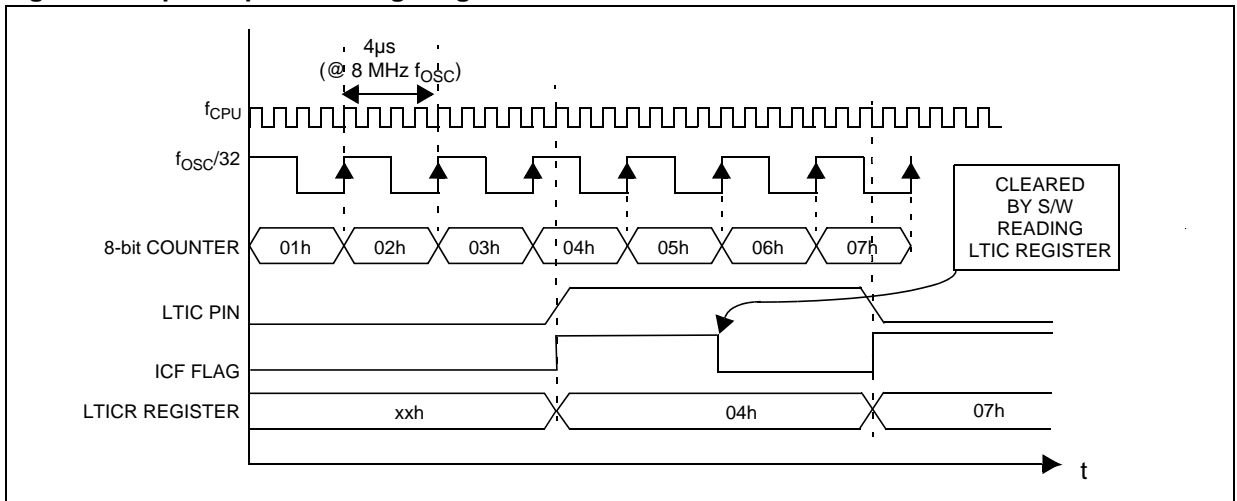 4µs
(@ 8 MHz fOSC)
fCPU
fOSC/32
CLEARED
BY S/W
READING
LTIC REGISTER
8-bit COUNTER 01h 02h 03h 04h 05h 06h 07h
LTIC PIN
ICF FLAG
LTICR REGISTER xxh 04h 07h
t